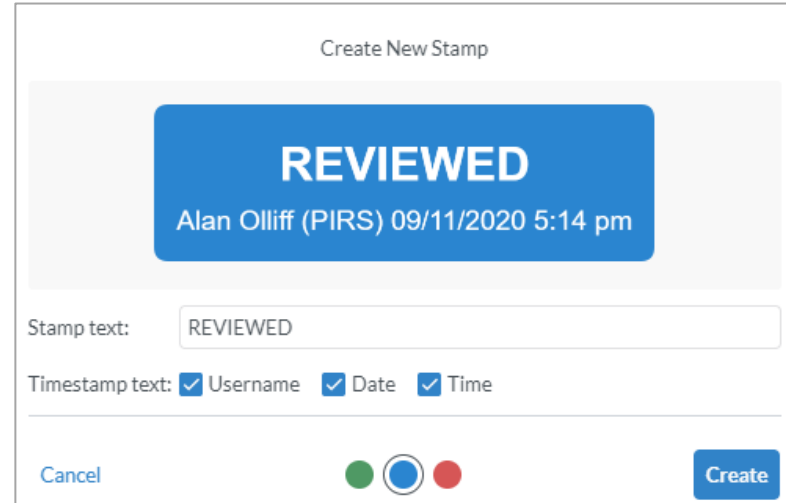 Create New Stamp
REVIEWED
Alan Olliff (PIRS) 09/11/2020 5:14 pm
Stamp text: REVIEWED
Timestamp text: Username Date Time
Cancel Create